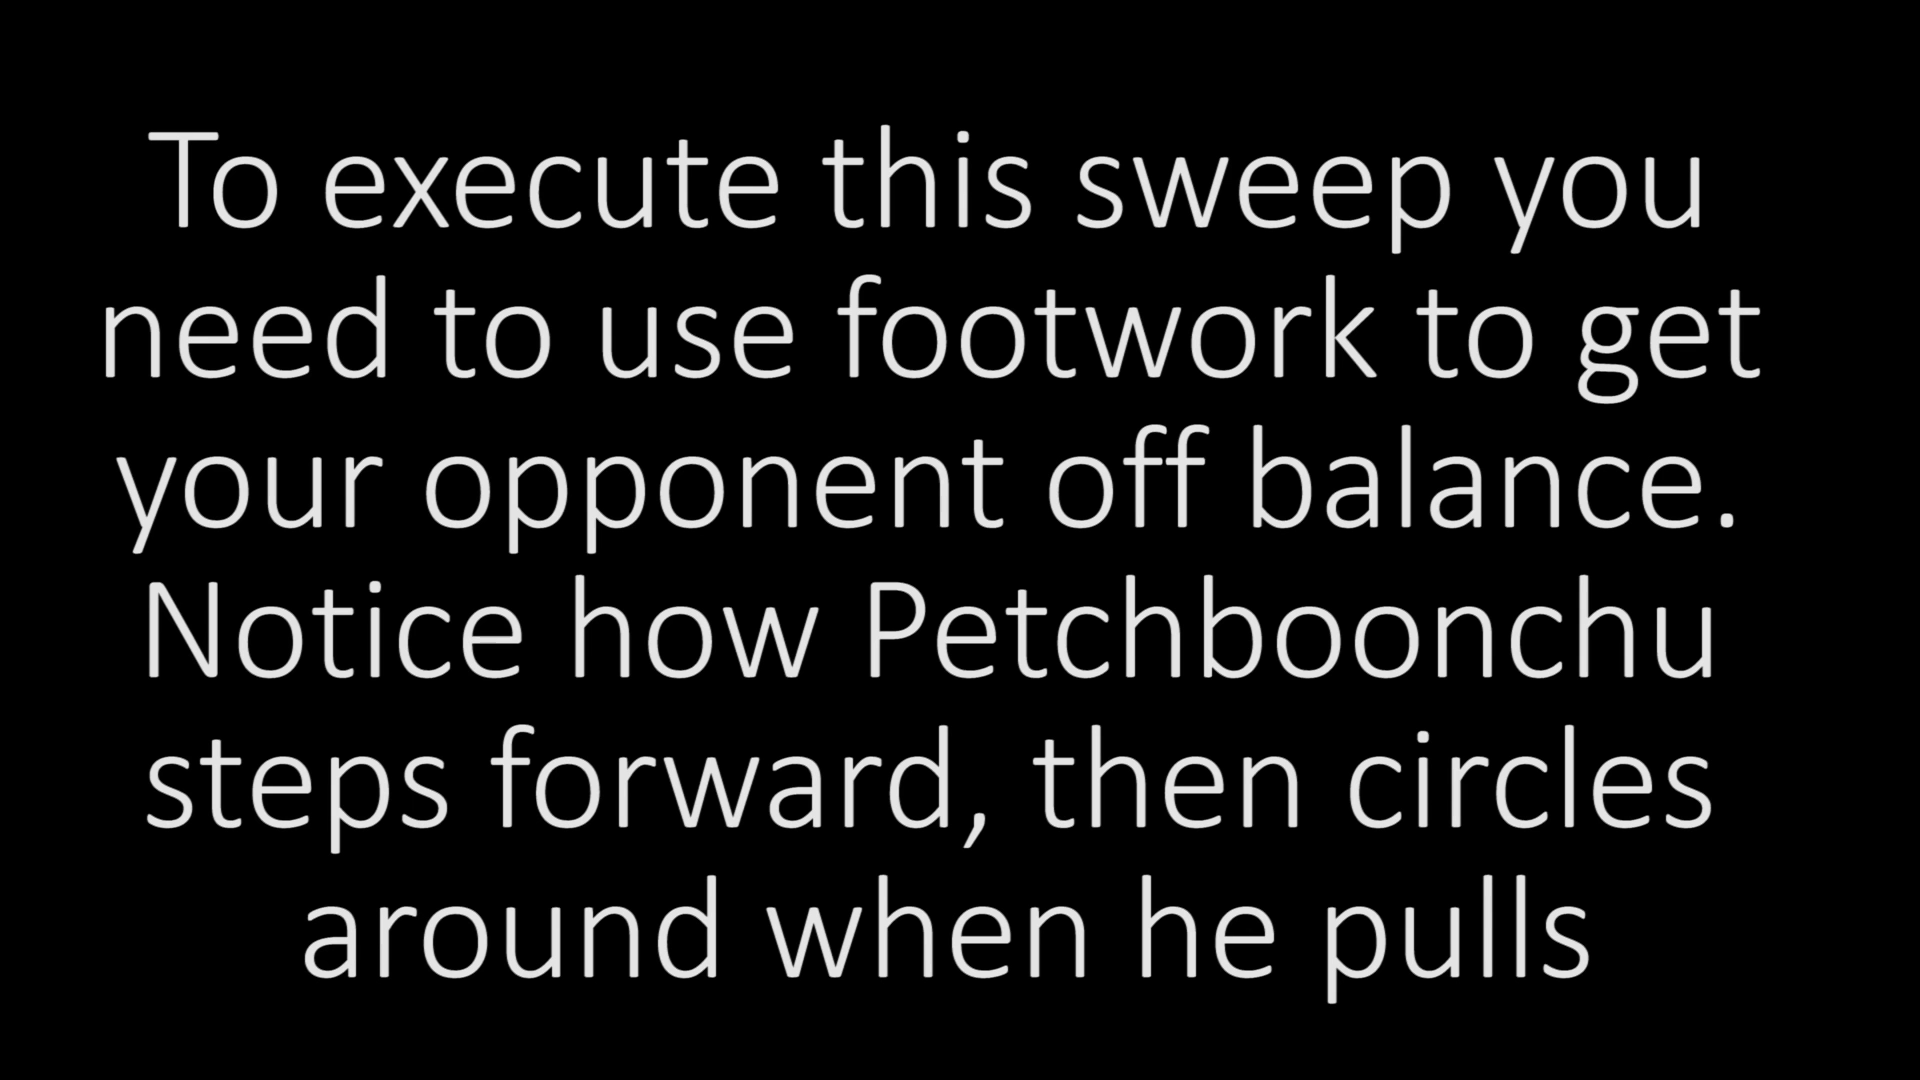 To execute this sweep you
need to use footwork to get
your opponent off balance.
Notice how Petchboonchu
steps forward, then circles
around when he pulls